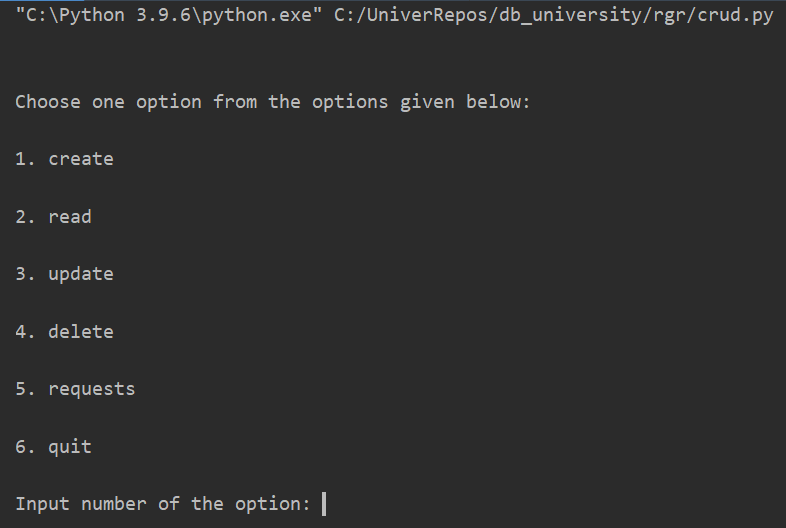 "C:\Python 3.9.6\python.exe" C:/UniverRepos/db_university/rgr/crud.py
Choose one option from the options given below:
1. create
2. read
3. update
4. delete
5. requests
6. quit
Input number of the option: